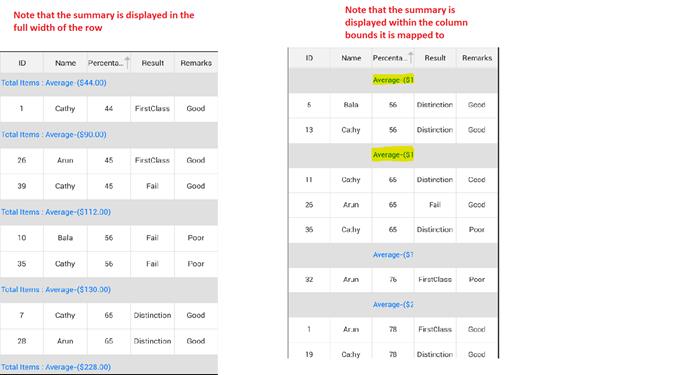 Note that the summary is displayed in the
full width of the row
ID Name Percenta... Result Remarks
Total Items : Average-($44.00)
1 Cathy 44 FirstClass Good
Total Items : Average-($90.00)
26 Arun 45 FirstClass Good
39 Cathy 45 Fail Good
Total Items : Average-($112.00)
10 Bala 56 Fail Poor
35 Cathy 56 Fail Poor
Total Items : Average-($130.00)
7 Cathy 65 Distinction Good
28 Arun 65 Distinction Good
Total Items : Average-($228.00)
Note that the summary is
displayed within the column
bounds it is mapped to
ID Name Percenta... Result Remarks
Average-($1
5 Bala 56 Distinction Good
13 Cathy 56 Distinction Good
Average-($1
11 Cathy 65 Distinction Good
26 Arun 65 Fail Good
36 Cathy 65 Distinction Poor
Average-($1
32 Arun 76 FirstClass Poor
Average-($2
1 Arun 78 FirstClass Good
19 Cathy 78 Distinction Good